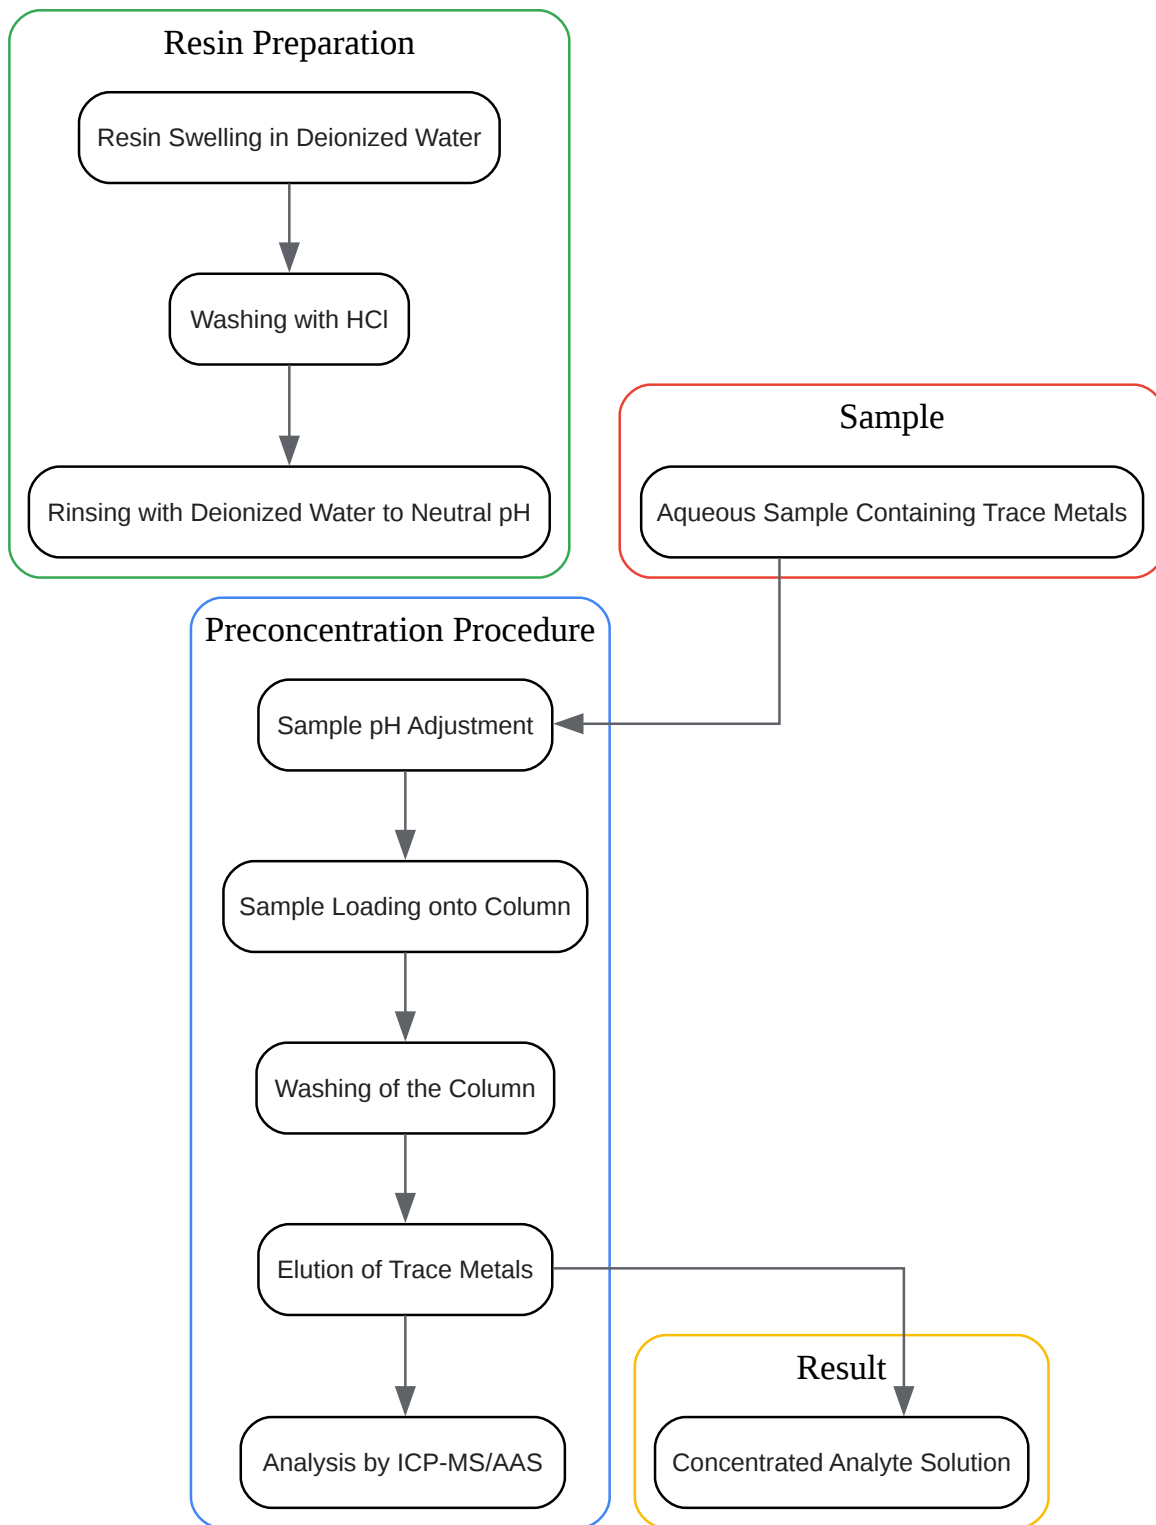 Resin Preparation
Resin Swelling in Deionized Water
Washing with HCl
Rinsing with Deionized Water to Neutral pH
Sample
Aqueous Sample Containing Trace Metals
Preconcentration Procedure
Sample pH Adjustment
Sample Loading onto Column
Washing of the Column
Elution of Trace Metals
Analysis by ICP-MS/AAS
Result
Concentrated Analyte Solution